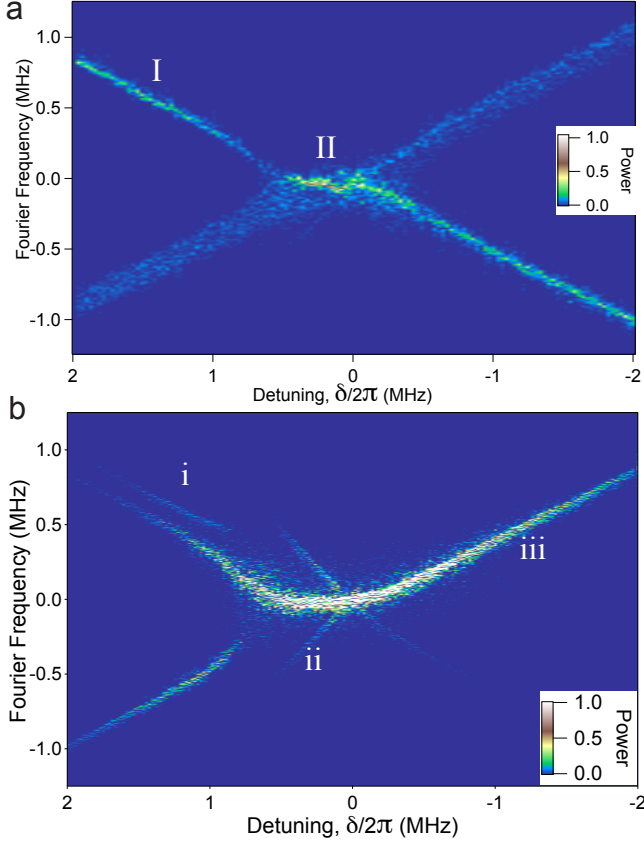 a
Fourier Frequency (MHz)
1.0
0.5
0.0
-0.5
-1.0
I
II
1.0
0.5
0.0
Power
2
1
0
-1
-2
Detuning, δ/2π (MHz)
b
Fourier Frequency (MHz)
1.0
0.5
0.0
-0.5
-1.0
i
ii
iii
1.0
0.5
0.0
Power
2
1
0
-1
-2
Detuning, δ/2π (MHz)